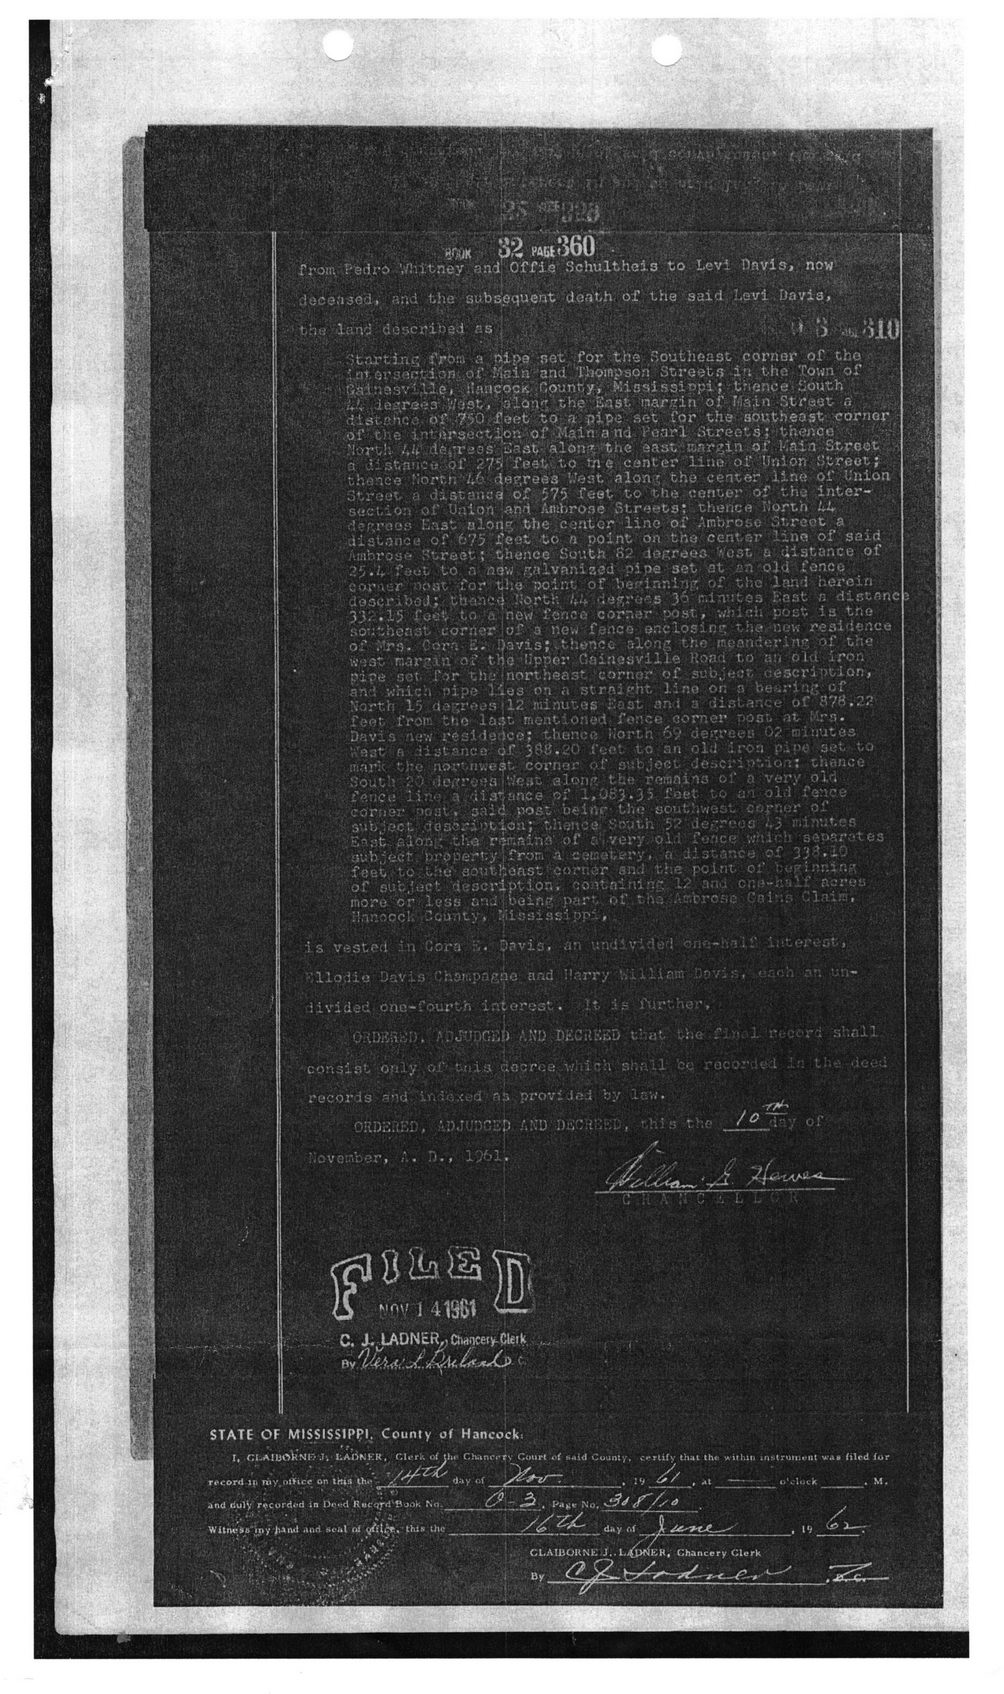 BOOK 32 PAGE 360
from Pedro Whitney and Offie Schultheis to Levi Davis, now
deceased, and the subsequent death of the said Levi Davis,
the land described as
3 310
Starting from a pipe set for the Southeast corner of the
intersection of Main and Thompson Streets in the Town of
Gainesville, Hancock County, Mississippi; thence South
44 degrees West, along the East margin of Main Street a
distance of 750 feet to a pipe set for the southeast corner
of the intersection of Main and Pearl Streets; thence
North 44 degrees East along the east margin of Main Street
a distance of 275 feet to the center line of Union Street;
thence North 46 degrees West along the center line of Union
Street a distance of 575 feet to the center of the inter-
section of Union and Ambrose Streets; thence North 44
degrees East along the center line of Ambrose Street a
distance of 675 feet to a point on the center line of said
Ambrose Street; thence South 82 degrees West a distance of
25.4 feet to a new galvanized pipe set at an old fence
corner post for the point of beginning of the land herein
described; thence North 44 degrees 36 minutes East a distance
332.15 feet to a new fence corner post, which post is the
southeast corner of a new fence enclosing the new residence
of Mrs. Cora E. Davis; thence along the meandering of the
west margin of the Upper Gainesville Road to an old iron
pipe set for the northeast corner of subject description,
and which pipe lies on a straight line on a bearing of
North 15 degrees 12 minutes East and a distance of 878.22
feet from the last mentioned fence corner post at Mrs.
Davis new residence; thence North 69 degrees 02 minutes
West a distance of 388.20 feet to an old iron pipe set to
mark the northwest corner of subject description; thence
South 20 degrees West along the remains of a very old
fence line a distance of 1,083.35 feet to an old fence
corner post, said post being the southwest corner of
subject description; thence South 52 degrees 43 minutes
East along the remains of a very old fence which separates
subject property from a cemetery, a distance of 338.10
feet to the southeast corner and the point of beginning
of subject description, containing 12 and one-half acres
more or less and being part of the Ambrose Gains Claim,
Hancock County, Mississippi,
is vested in Cora E. Davis, an undivided one-half interest,
Ellodie Davis Champagne and Harry William Davis, each an un-
divided one-fourth interest. It is further,
ORDERED, ADJUDGED AND DECREED that the final record shall
consist only of this decree which shall be recorded in the deed
records and indexed as provided by law.
ORDERED, ADJUDGED AND DECREED, this the 10TH day of
November, A. D., 1961.
William G. Hewes
CHANCELLOR
FILED
NOV 14 1961
C. J. LADNER, Chancery Clerk
By Vera
STATE OF MISSISSIPPI, County of Hancock:
I, CLAIBORNE J. LADNER, Clerk of the Chancery Court of said County, certify that the within instrument was filed for
record in my office on this the 14th day of Nov. , 19 61 , at o'clock , M.
and duly recorded in Deed Record Book No. O-3 , Page No. 308/10
Witness my hand and seal of office, this the 16th day of June , 19 62.
CLAIBORNE J. LADNER, Chancery Clerk
By C J Ladner